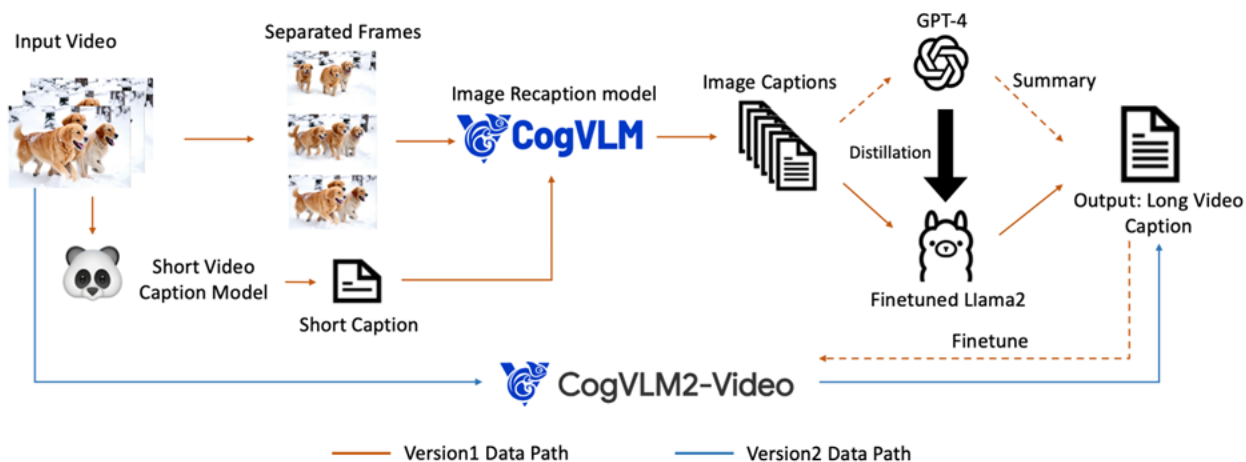 Input Video
Separated Frames
GPT-4
Image Recaption model
CogVLM
Image Captions
Summary
Distillation
Short Video
Caption Model
Short Caption
Finetuned Llama2
Output: Long Video
Caption
Finetune
CogVLM2-Video
Version1 Data Path
Version2 Data Path